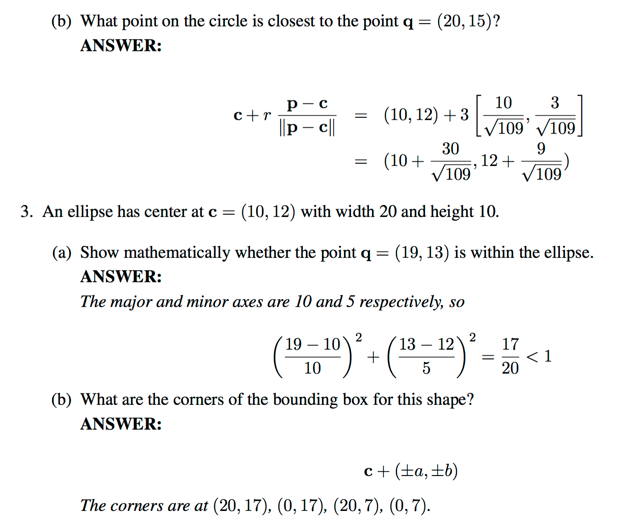 (b) What point on the circle is closest to the point q = (20, 15)?
ANSWER:
c + r (p − c)/‖p − c‖ = (10, 12) + 3 [10/√109, 3/√109]
= (10 + 30/√109, 12 + 9/√109)
3. An ellipse has center at c = (10, 12) with width 20 and height 10.
(a) Show mathematically whether the point q = (19, 13) is within the ellipse.
ANSWER:
The major and minor axes are 10 and 5 respectively, so
((19 − 10)/10)² + ((13 − 12)/5)² = 17/20 < 1
(b) What are the corners of the bounding box for this shape?
ANSWER:
c + (±a, ±b)
The corners are at (20, 17), (0, 17), (20, 7), (0, 7).